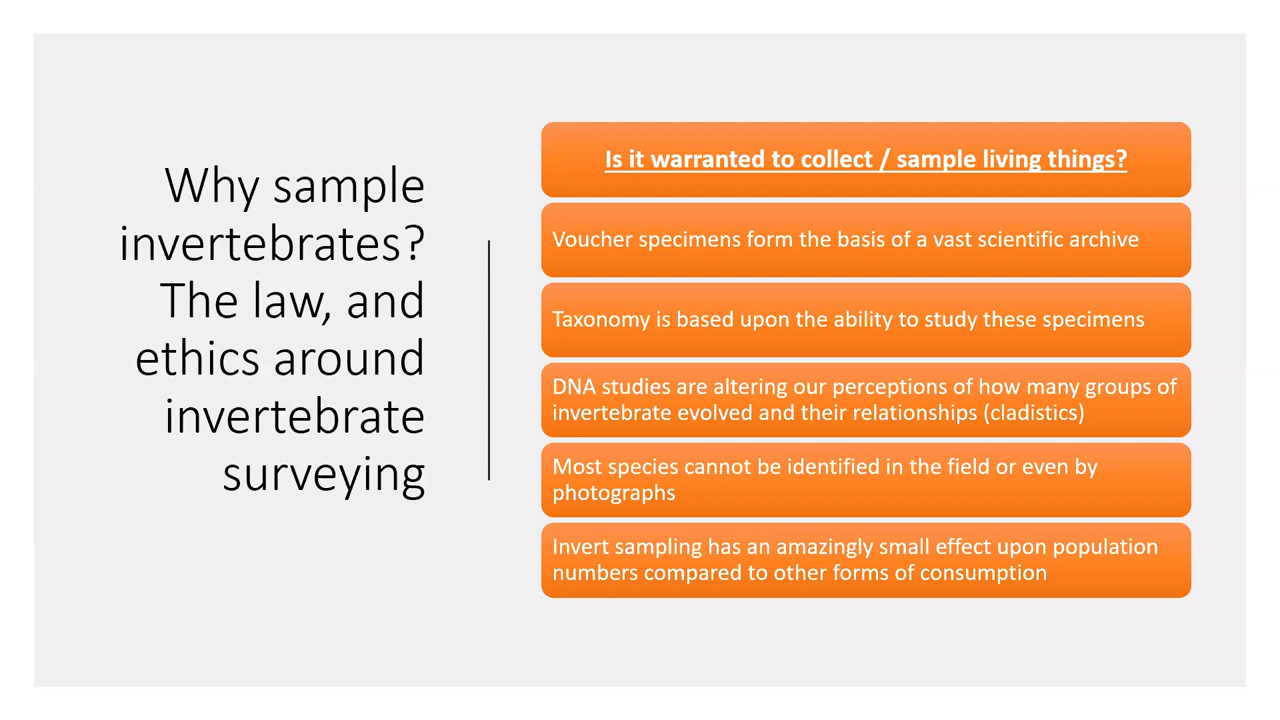 Why sample
invertebrates?
The law, and
ethics around
invertebrate
surveying
Is it warranted to collect / sample living things?
Voucher specimens form the basis of a vast scientific archive
Taxonomy is based upon the ability to study these specimens
DNA studies are altering our perceptions of how many groups of
invertebrate evolved and their relationships (cladistics)
Most species cannot be identified in the field or even by
photographs
Invert sampling has an amazingly small effect upon population
numbers compared to other forms of consumption